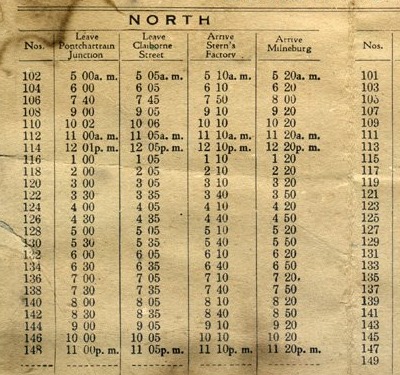 NORTH
Nos. Leave Pontchartrain Junction Leave Claiborne Street Arrive Stern's Factory Arrive Milneburg Nos.
102 5 00a. m. 5 05a. m. 5 10a. m. 5 20a. m. 101
104 6 00 6 05 6 10 6 20 103
106 7 40 7 45 7 50 8 00 105
108 9 00 9 05 9 10 9 20 107
110 10 02 10 06 10 10 10 20 109
112 11 00a. m. 11 05a. m. 11 10a. m. 11 20a. m. 111
114 12 01p. m. 12 05p. m. 12 10p. m. 12 20p. m. 113
116 1 00 1 05 1 10 1 20 115
118 2 00 2 05 2 10 2 20 117
120 3 00 3 05 3 10 3 20 119
122 3 30 3 35 3 40 3 50 121
124 4 00 4 05 4 10 4 20 123
126 4 30 4 35 4 40 4 50 125
128 5 00 5 05 5 10 5 20 127
130 5 30 5 35 5 40 5 50 129
132 6 00 6 05 6 10 6 20 131
134 6 30 6 35 6 40 6 50 133
136 7 00 7 05 7 10 7 20 135
138 7 30 7 35 7 40 7 50 137
140 8 00 8 05 8 10 8 20 139
142 8 30 8 35 8 40 8 50 141
144 9 00 9 05 9 10 9 20 143
146 10 00 10 05 10 10 10 20 145
148 11 00p. m. 11 05p. m. 11 10p. m. 11 20p. m. 147
149